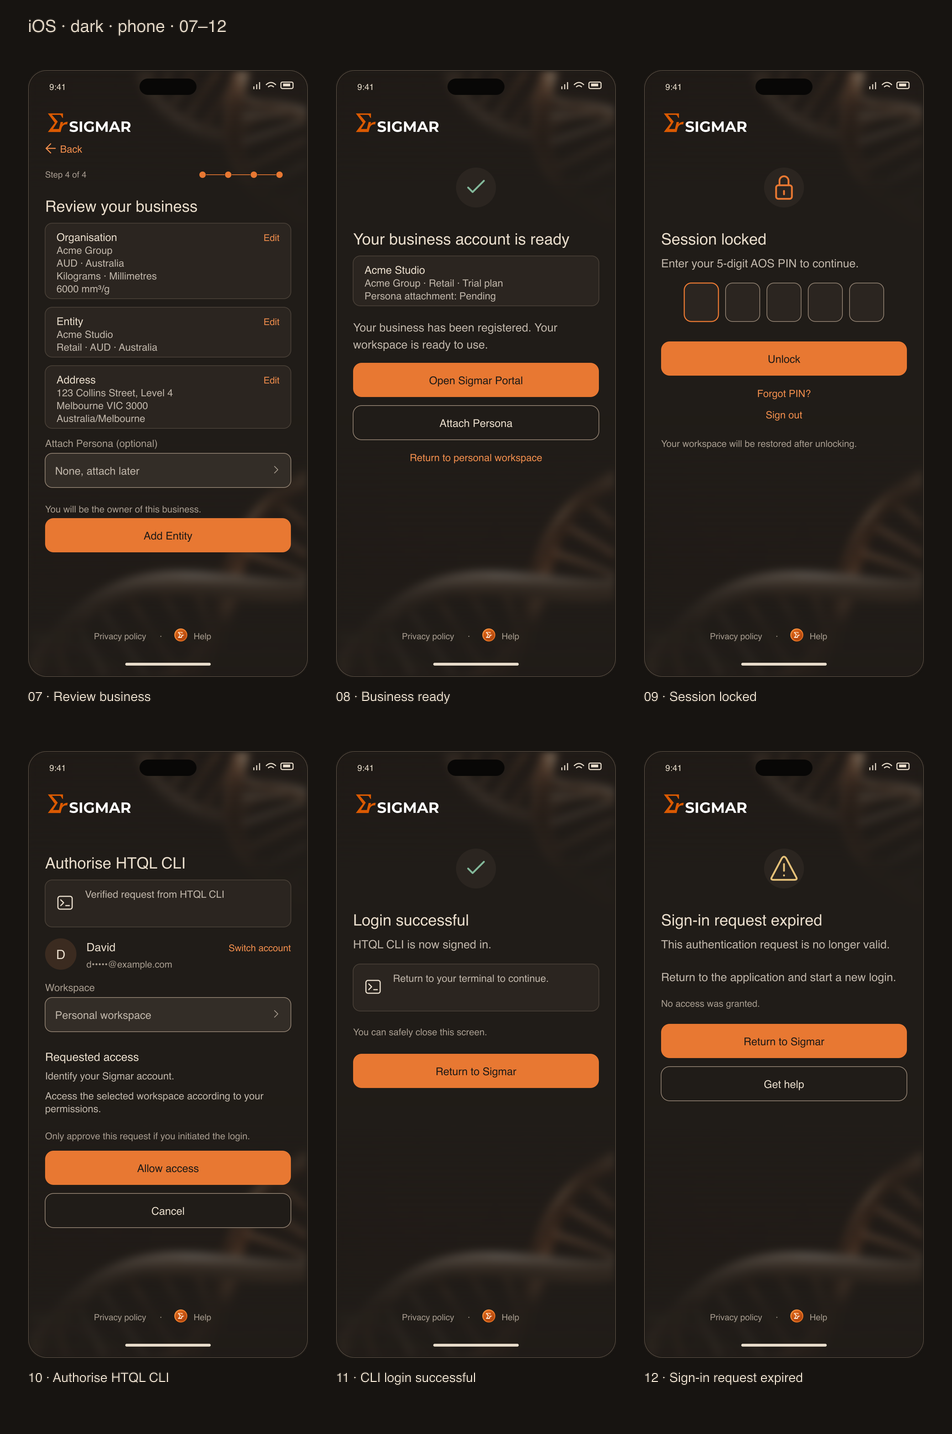 iOS · dark · phone · 07–12
9:41
SIGMAR
Back
Step 4 of 4
Review your business
Organisation
Edit
Acme Group
AUD · Australia
Kilograms · Millimetres
6000 mm³/g
Entity
Edit
Acme Studio
Retail · AUD · Australia
Address
Edit
123 Collins Street, Level 4
Melbourne VIC 3000
Australia/Melbourne
Attach Persona (optional)
None, attach later
You will be the owner of this business.
Add Entity
Privacy policy · Help
07 · Review business
9:41
SIGMAR
Your business account is ready
Acme Studio
Acme Group · Retail · Trial plan
Persona attachment: Pending
Your business has been registered. Your
workspace is ready to use.
Open Sigmar Portal
Attach Persona
Return to personal workspace
Privacy policy · Help
08 · Business ready
9:41
SIGMAR
Session locked
Enter your 5-digit AOS PIN to continue.
Unlock
Forgot PIN?
Sign out
Your workspace will be restored after unlocking.
Privacy policy · Help
09 · Session locked
9:41
SIGMAR
Authorise HTQL CLI
Verified request from HTQL CLI
D
David
Switch account
d•••••@example.com
Workspace
Personal workspace
Requested access
Identify your Sigmar account.
Access the selected workspace according to your
permissions.
Only approve this request if you initiated the login.
Allow access
Cancel
Privacy policy · Help
10 · Authorise HTQL CLI
9:41
SIGMAR
Login successful
HTQL CLI is now signed in.
Return to your terminal to continue.
You can safely close this screen.
Return to Sigmar
Privacy policy · Help
11 · CLI login successful
9:41
SIGMAR
Sign-in request expired
This authentication request is no longer valid.
Return to the application and start a new login.
No access was granted.
Return to Sigmar
Get help
Privacy policy · Help
12 · Sign-in request expired